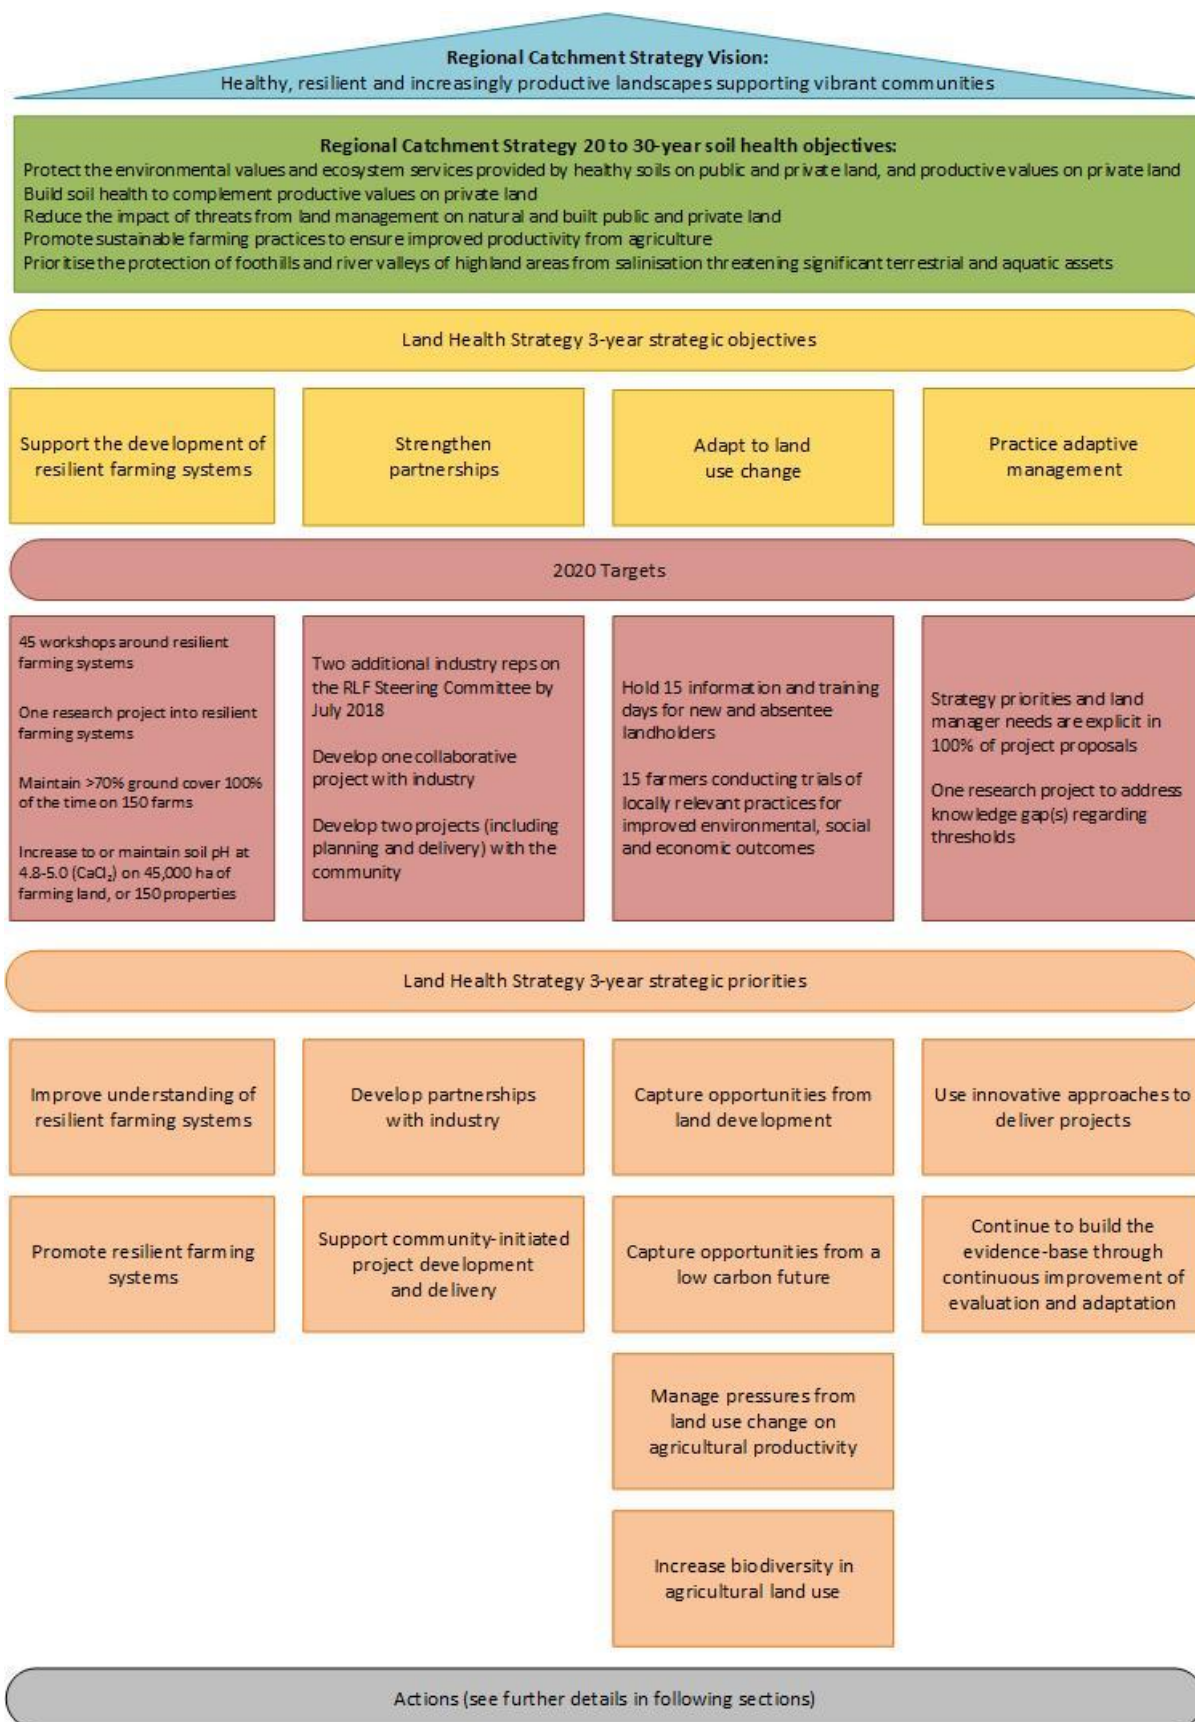 Regional Catchment Strategy Vision:
Healthy, resilient and increasingly productive landscapes supporting vibrant communities
Regional Catchment Strategy 20 to 30-year soil health objectives:
Protect the environmental values and ecosystem services provided by healthy soils on public and private land, and productive values on private land
Build soil health to complement productive values on private land
Reduce the impact of threats from land management on natural and built public and private land
Promote sustainable farming practices to ensure improved productivity from agriculture
Prioritise the protection of foothills and river valleys of highland areas from salinisation threatening significant terrestrial and aquatic assets
Land Health Strategy 3-year strategic objectives
Support the development of
resilient farming systems
Strengthen
partnerships
Adapt to land
use change
Practice adaptive
management
2020 Targets
45 workshops around resilient
farming systems
One research project into resilient
farming systems
Maintain >70% ground cover 100%
of the time on 150 farms
Increase to or maintain soil pH at
4.8-5.0 (CaCl₂) on 45,000 ha of
farming land, or 150 properties
Two additional industry reps on
the RLF Steering Committee by
July 2018
Develop one collaborative
project with industry
Develop two projects (including
planning and delivery) with the
community
Hold 15 information and training
days for new and absentee
landholders
15 farmers conducting trials of
locally relevant practices for
improved environmental, social
and economic outcomes
Strategy priorities and land
manager needs are explicit in
100% of project proposals
One research project to address
knowledge gap(s) regarding
thresholds
Land Health Strategy 3-year strategic priorities
Improve understanding of
resilient farming systems
Develop partnerships
with industry
Capture opportunities from
land development
Use innovative approaches to
deliver projects
Promote resilient farming
systems
Support community-initiated
project development
and delivery
Capture opportunities from a
low carbon future
Continue to build the
evidence-base through
continuous improvement of
evaluation and adaptation
Manage pressures from
land use change on
agricultural productivity
Increase biodiversity in
agricultural land use
Actions (see further details in following sections)